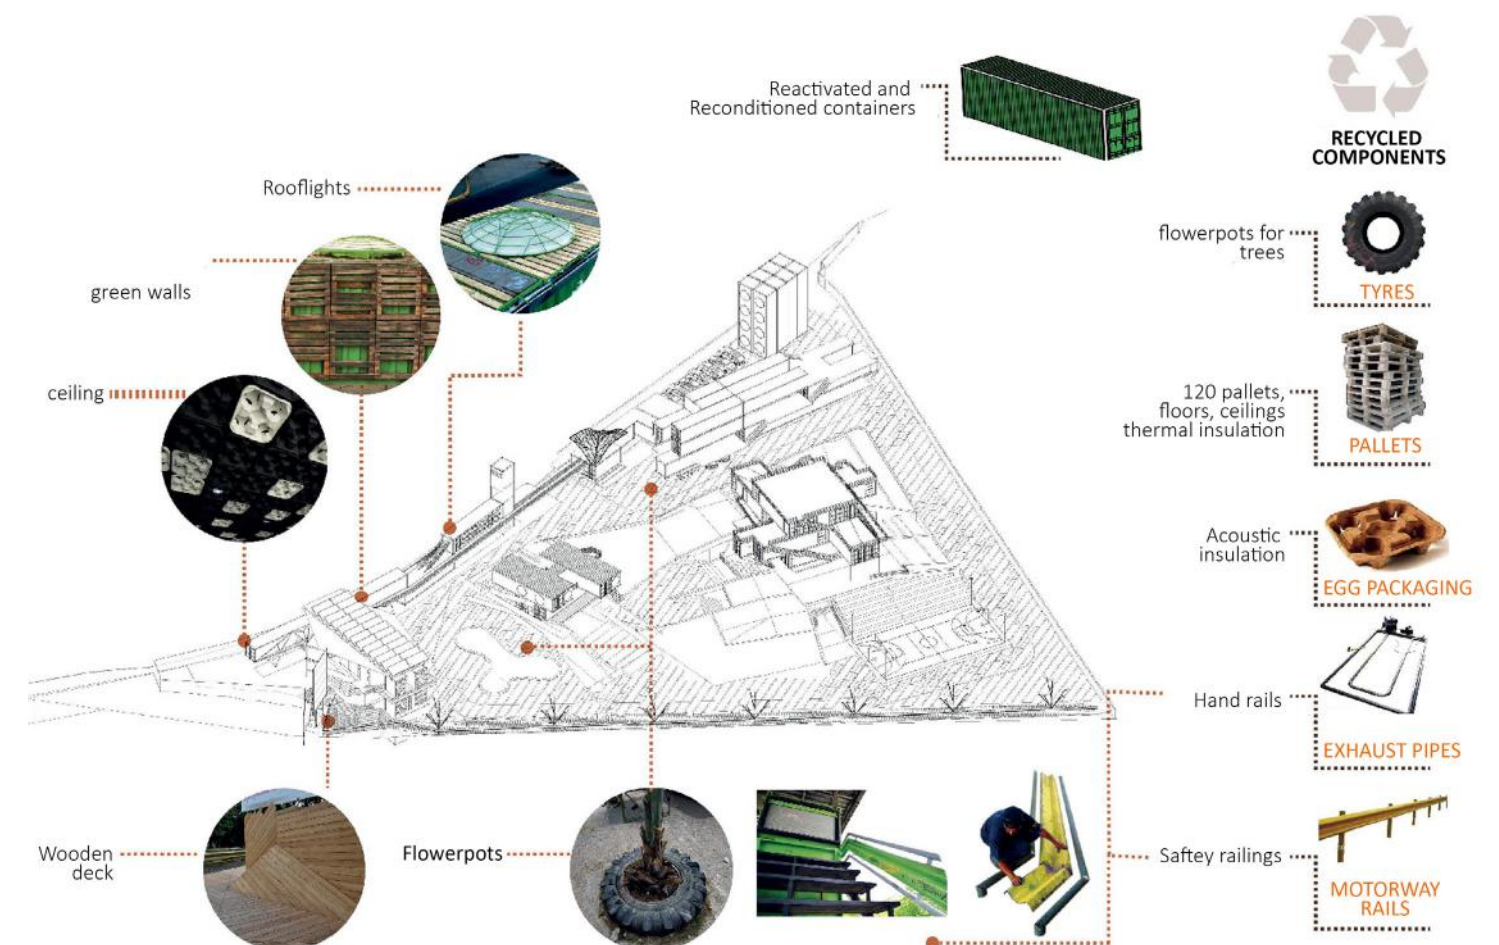 Reactivated and
Reconditioned containers
RECYCLED
COMPONENTS
Rooflights
green walls
ceiling
flowerpots for
trees
TYRES
120 pallets,
floors, ceilings
thermal insulation
PALLETS
Acoustic
insulation
EGG PACKAGING
Hand rails
EXHAUST PIPES
Wooden
deck
Flowerpots
Saftey railings
MOTORWAY
RAILS